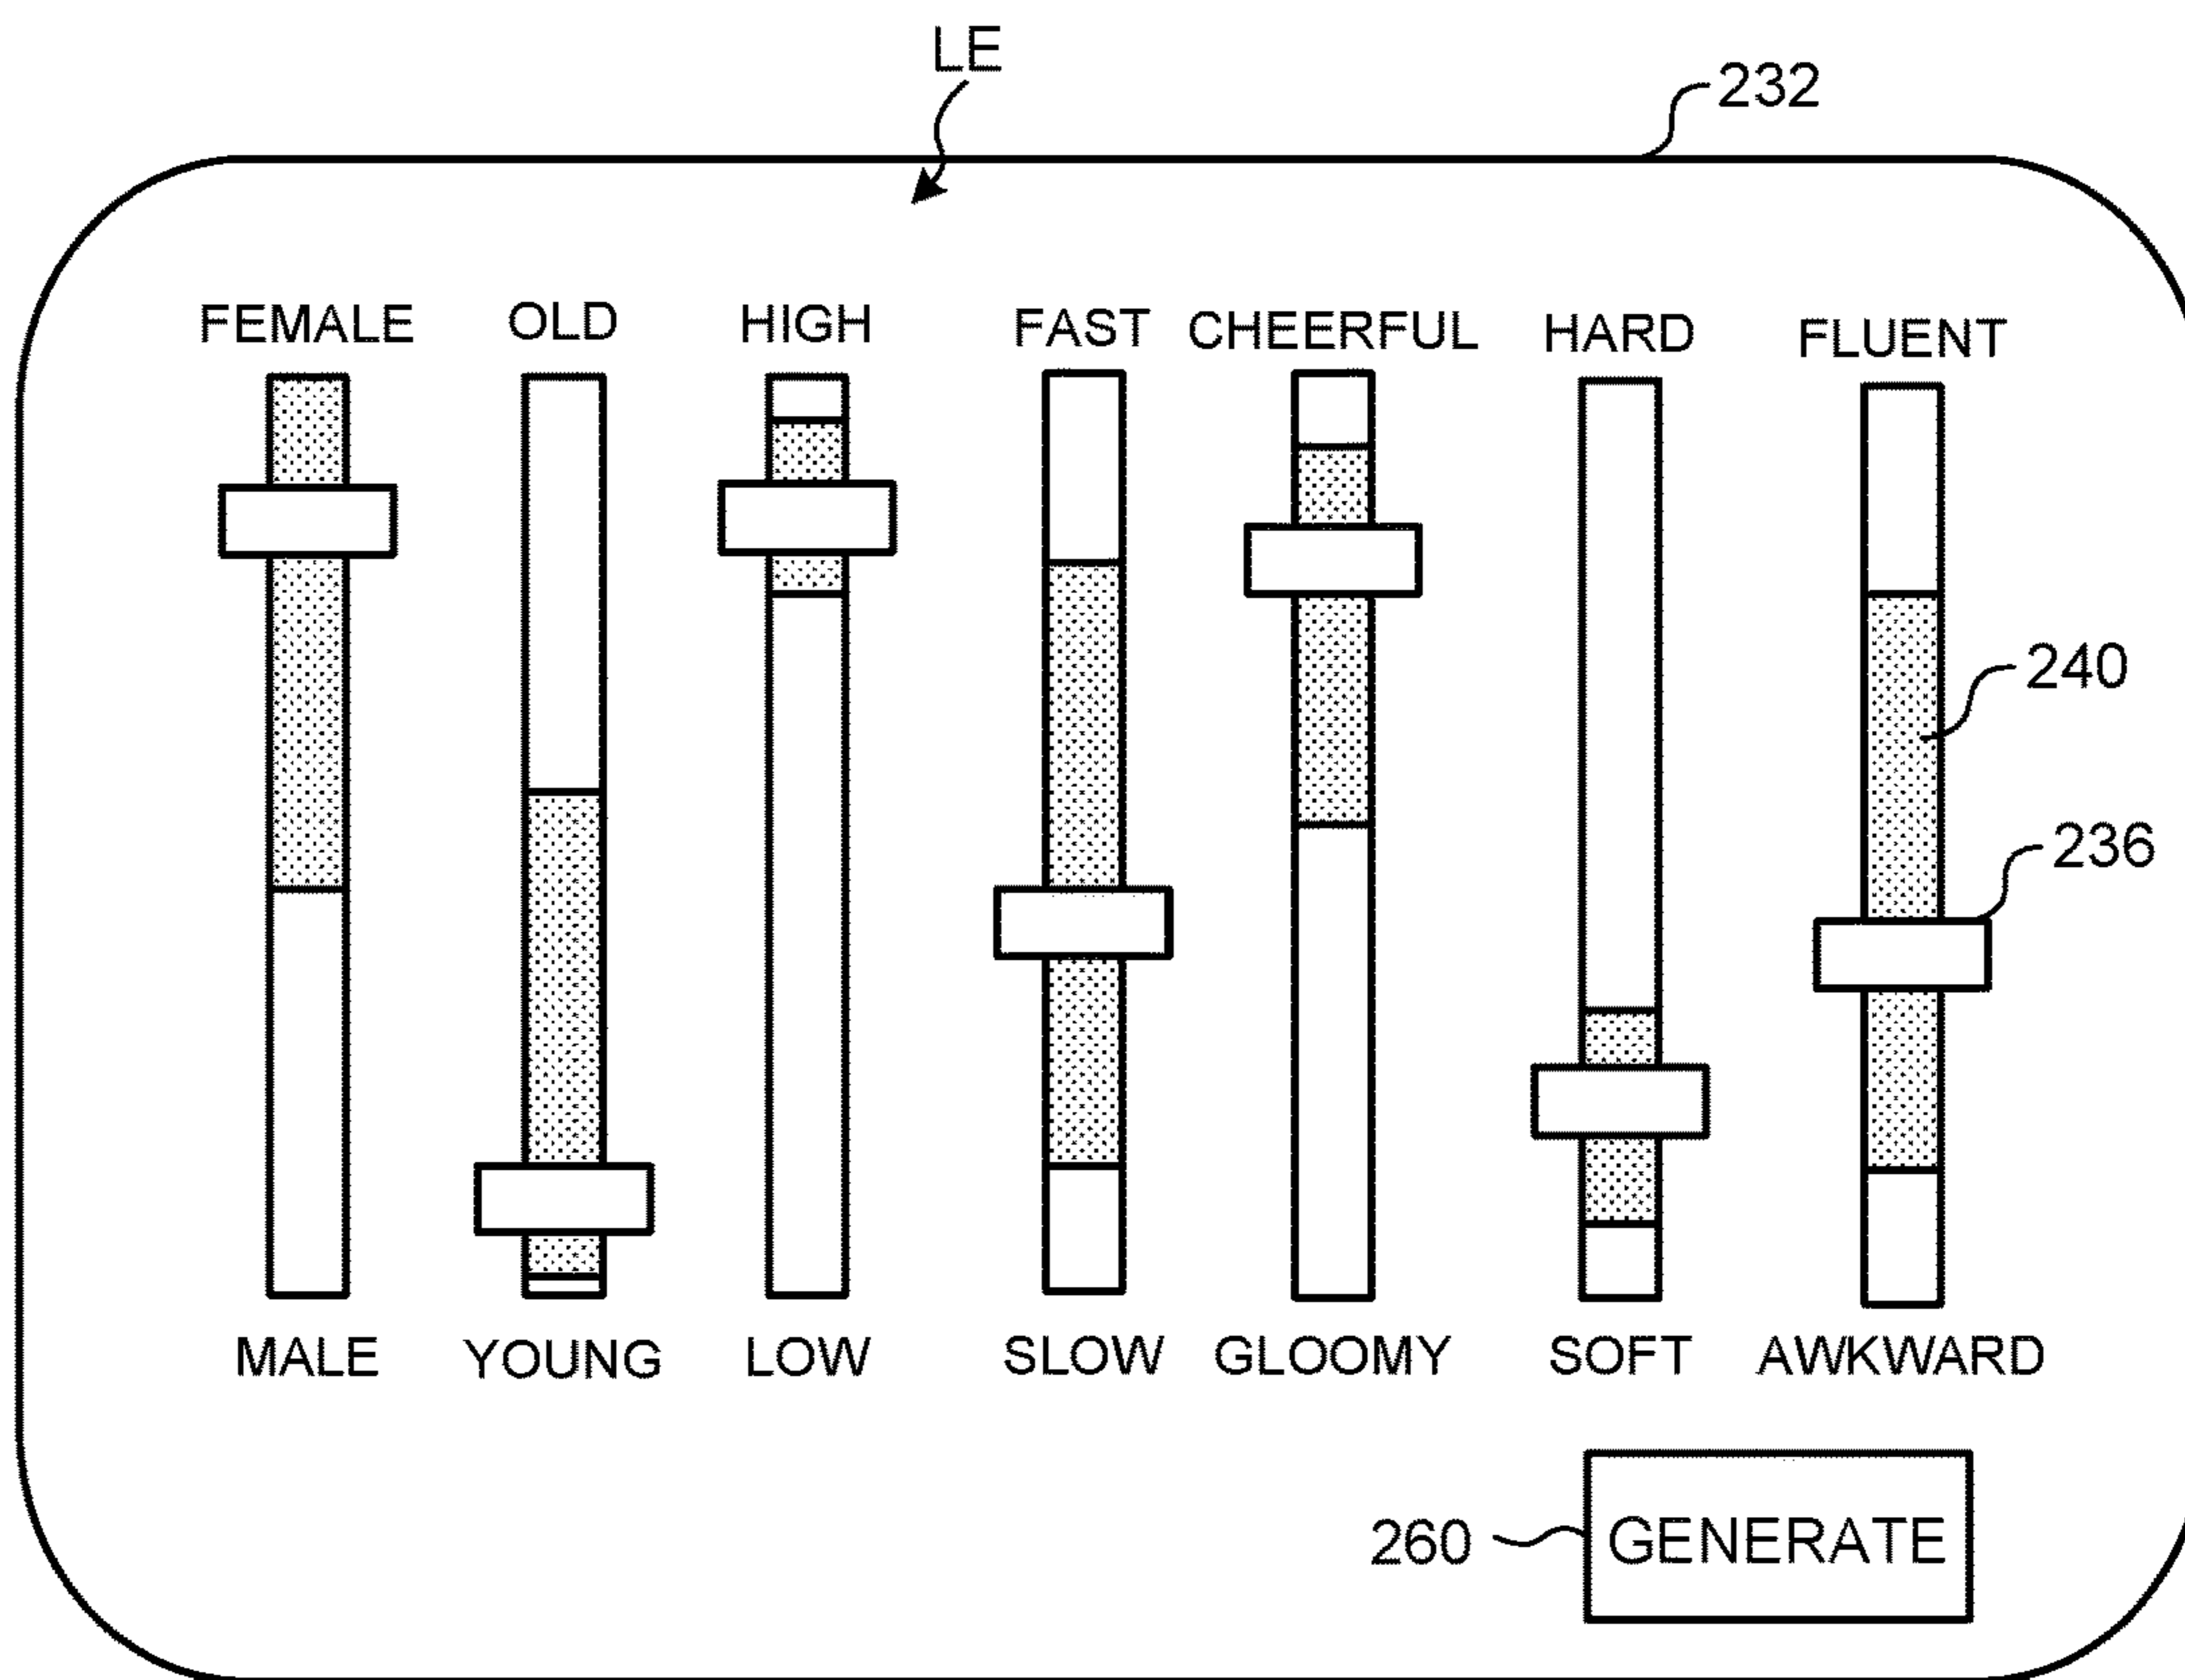 LE
232
FEMALE OLD HIGH FAST CHEERFUL HARD FLUENT
240
236
MALE YOUNG LOW SLOW GLOOMY SOFT AWKWARD
260 GENERATE